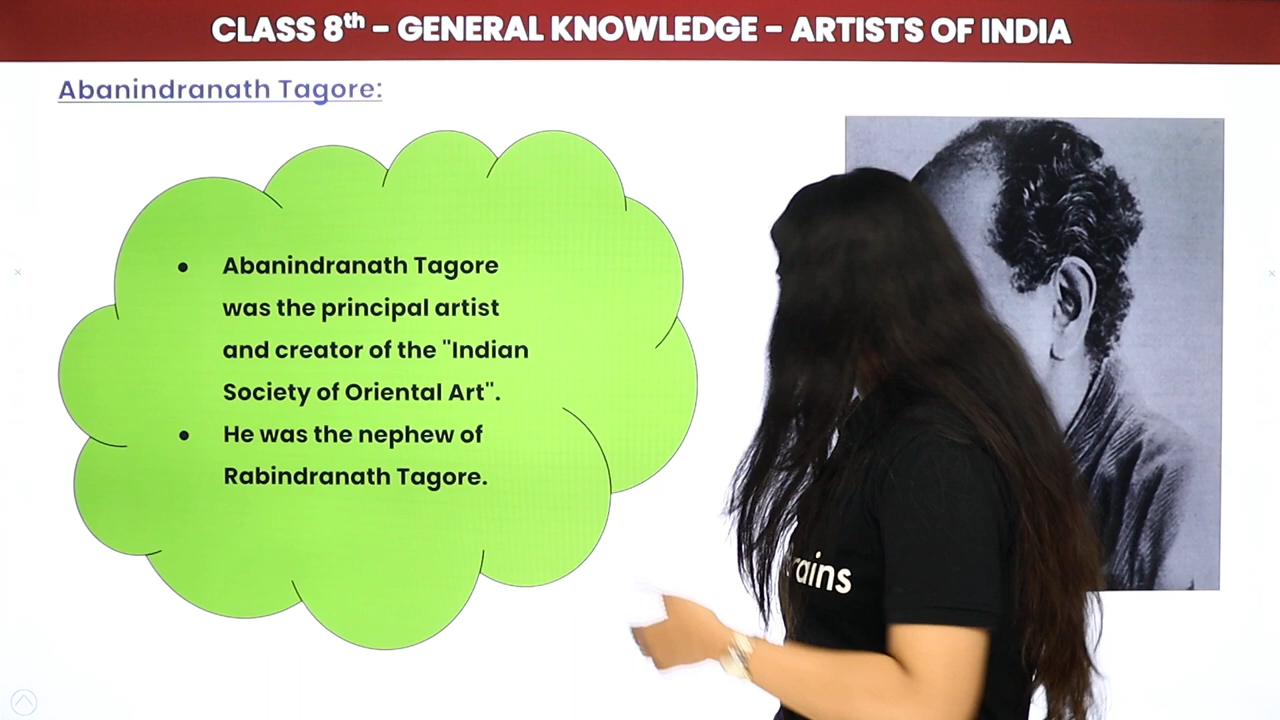 CLASS 8th - GENERAL KNOWLEDGE - ARTISTS OF INDIA
Abanindranath Tagore:
• Abanindranath Tagore
was the principal artist
and creator of the "Indian
Society of Oriental Art".
• He was the nephew of
Rabindranath Tagore.
rains